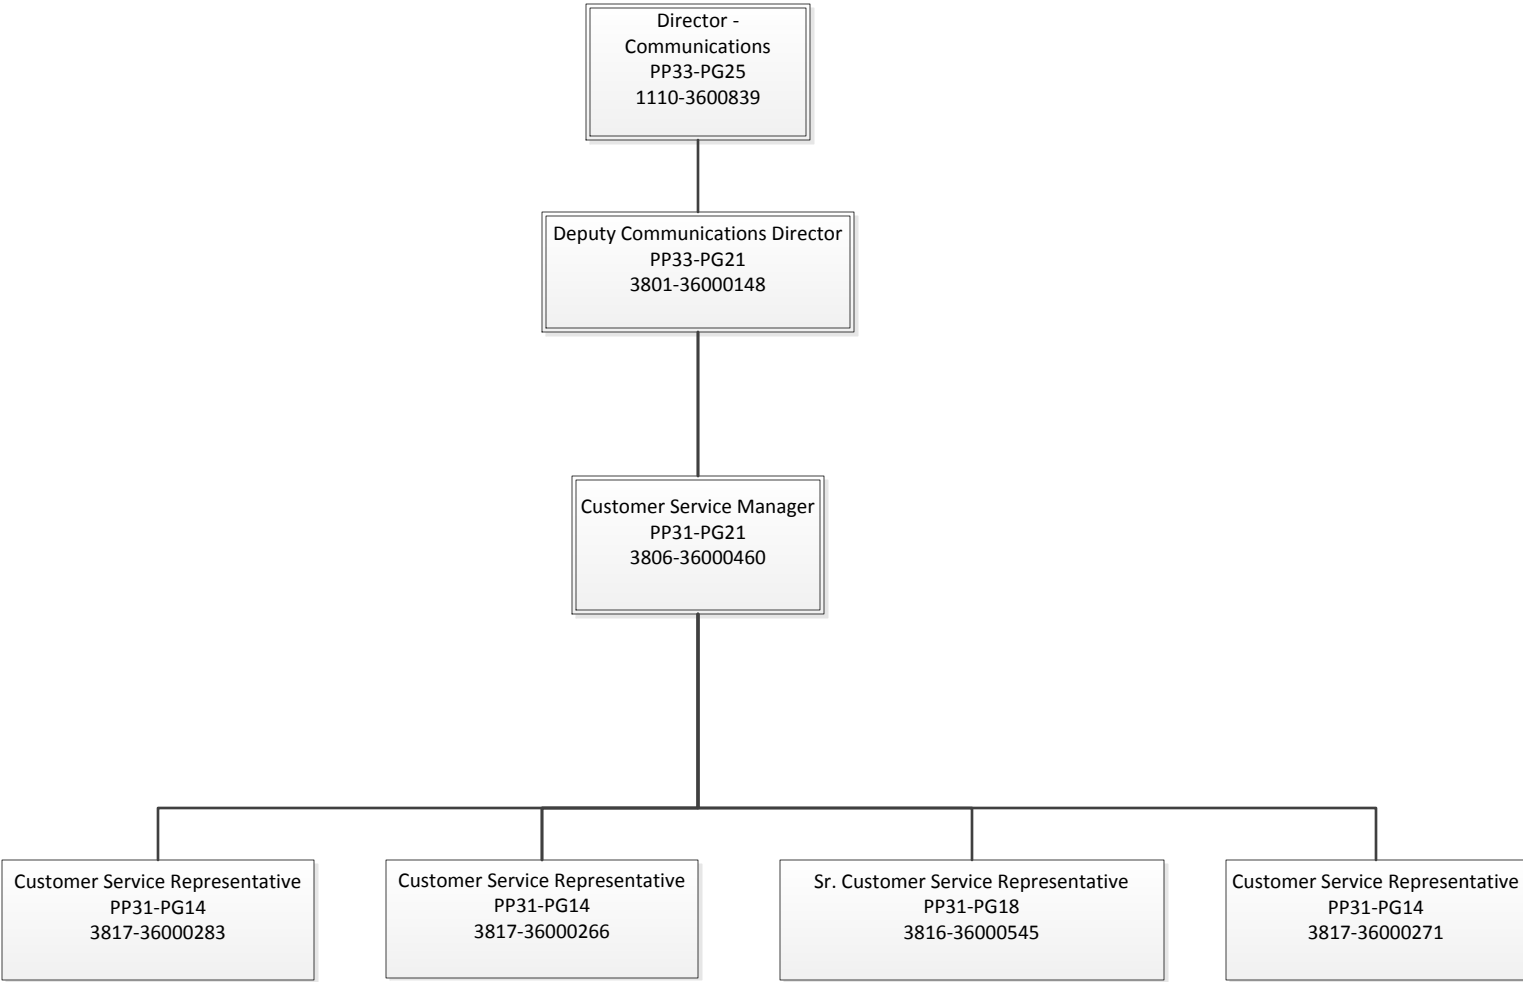 Director -
Communications
PP33-PG25
1110-3600839
Deputy Communications Director
PP33-PG21
3801-36000148
Customer Service Manager
PP31-PG21
3806-36000460
Customer Service Representative
PP31-PG14
3817-36000283
Customer Service Representative
PP31-PG14
3817-36000266
Sr. Customer Service Representative
PP31-PG18
3816-36000545
Customer Service Representative
PP31-PG14
3817-36000271